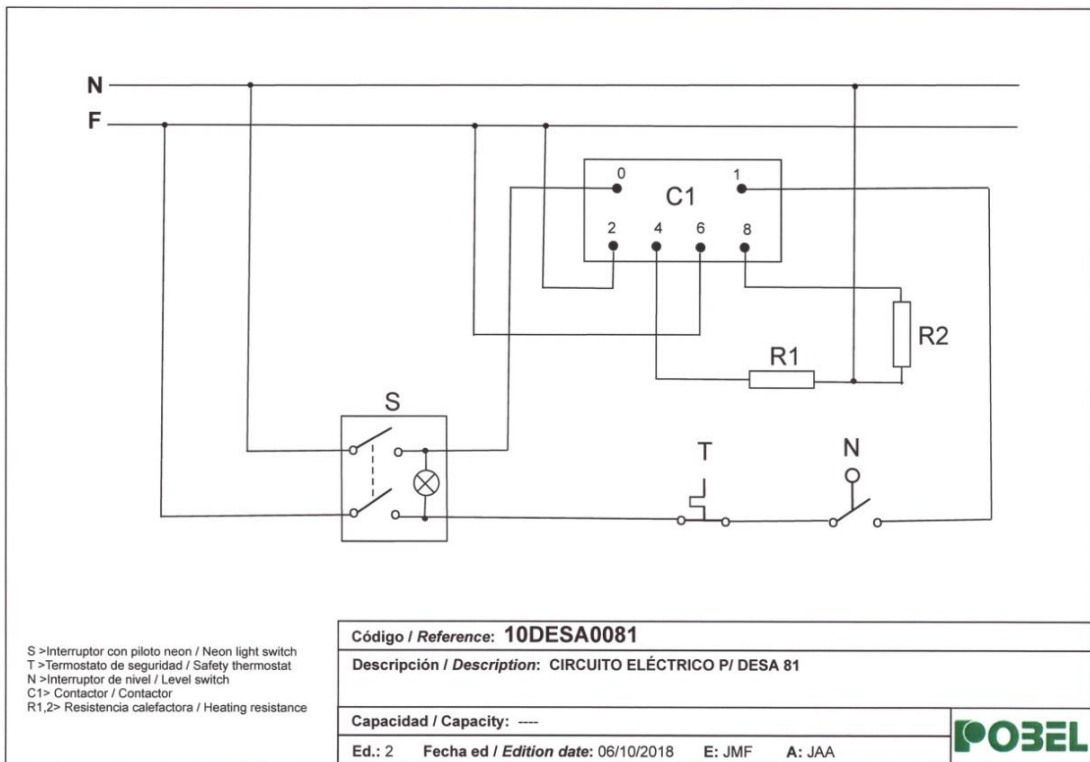 N
F
0 1
C1
2 4 6 8
R2
R1
S
T N
S >Interruptor con piloto neon / Neon light switch
T >Termostato de seguridad / Safety thermostat
N >Interruptor de nivel / Level switch
C1> Contactor / Contactor
R1,2> Resistencia calefactora / Heating resistance
Código / Reference: 10DESA0081
Descripción / Description: CIRCUITO ELÉCTRICO P/ DESA 81
Capacidad / Capacity: ----
Ed.: 2 Fecha ed / Edition date: 06/10/2018 E: JMF A: JAA
POBEL